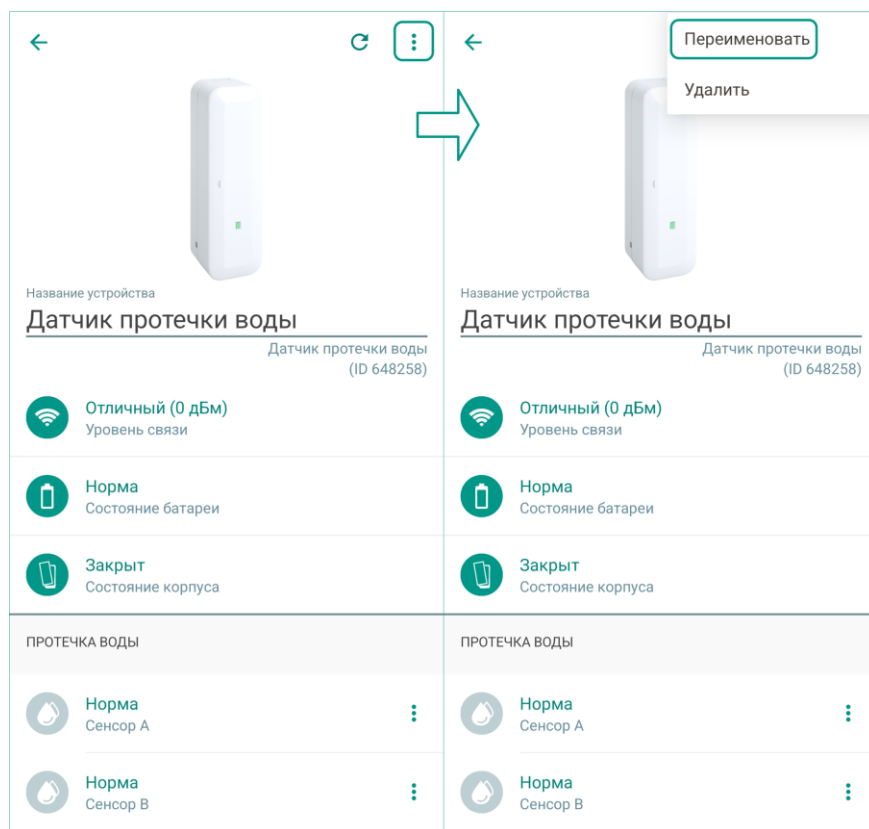 Название устройства
Датчик протечки воды
Датчик протечки воды
(ID 648258)
Отличный (0 дБм)
Уровень связи
Норма
Состояние батареи
Закрыт
Состояние корпуса
ПРОТЕЧКА ВОДЫ
Норма
Сенсор A
Норма
Сенсор B
Переименовать
Удалить
Название устройства
Датчик протечки воды
Датчик протечки воды
(ID 648258)
Отличный (0 дБм)
Уровень связи
Норма
Состояние батареи
Закрыт
Состояние корпуса
ПРОТЕЧКА ВОДЫ
Норма
Сенсор A
Норма
Сенсор B